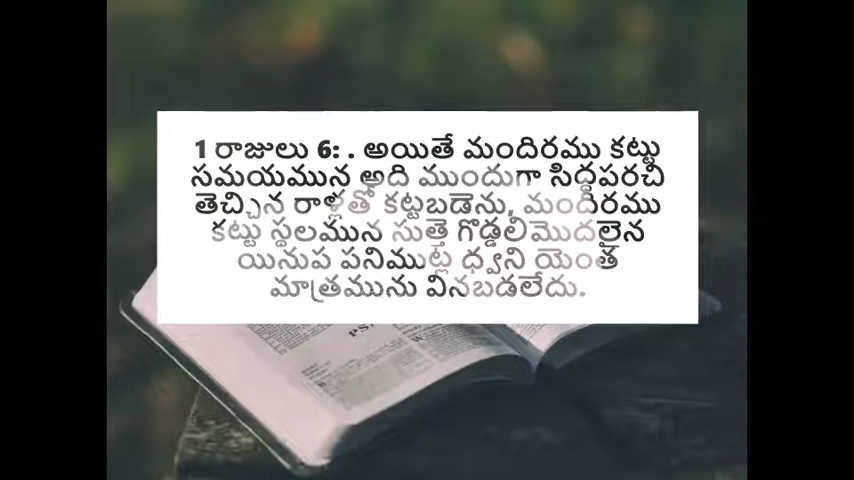 1 రాజులు 6: . అయితే మందిరము కట్టు
సమయమున అది ముందుగా సిద్ధపరచి
తెచ్చిన రాళ్లతో కట్టబడెను, మందిరము
కట్టు స్థలమున సుత్తె గొడ్డలిమొదలైన
యినుప పనిముట్ల ధ్వని యెంత
మాత్రమును వినబడలేదు.